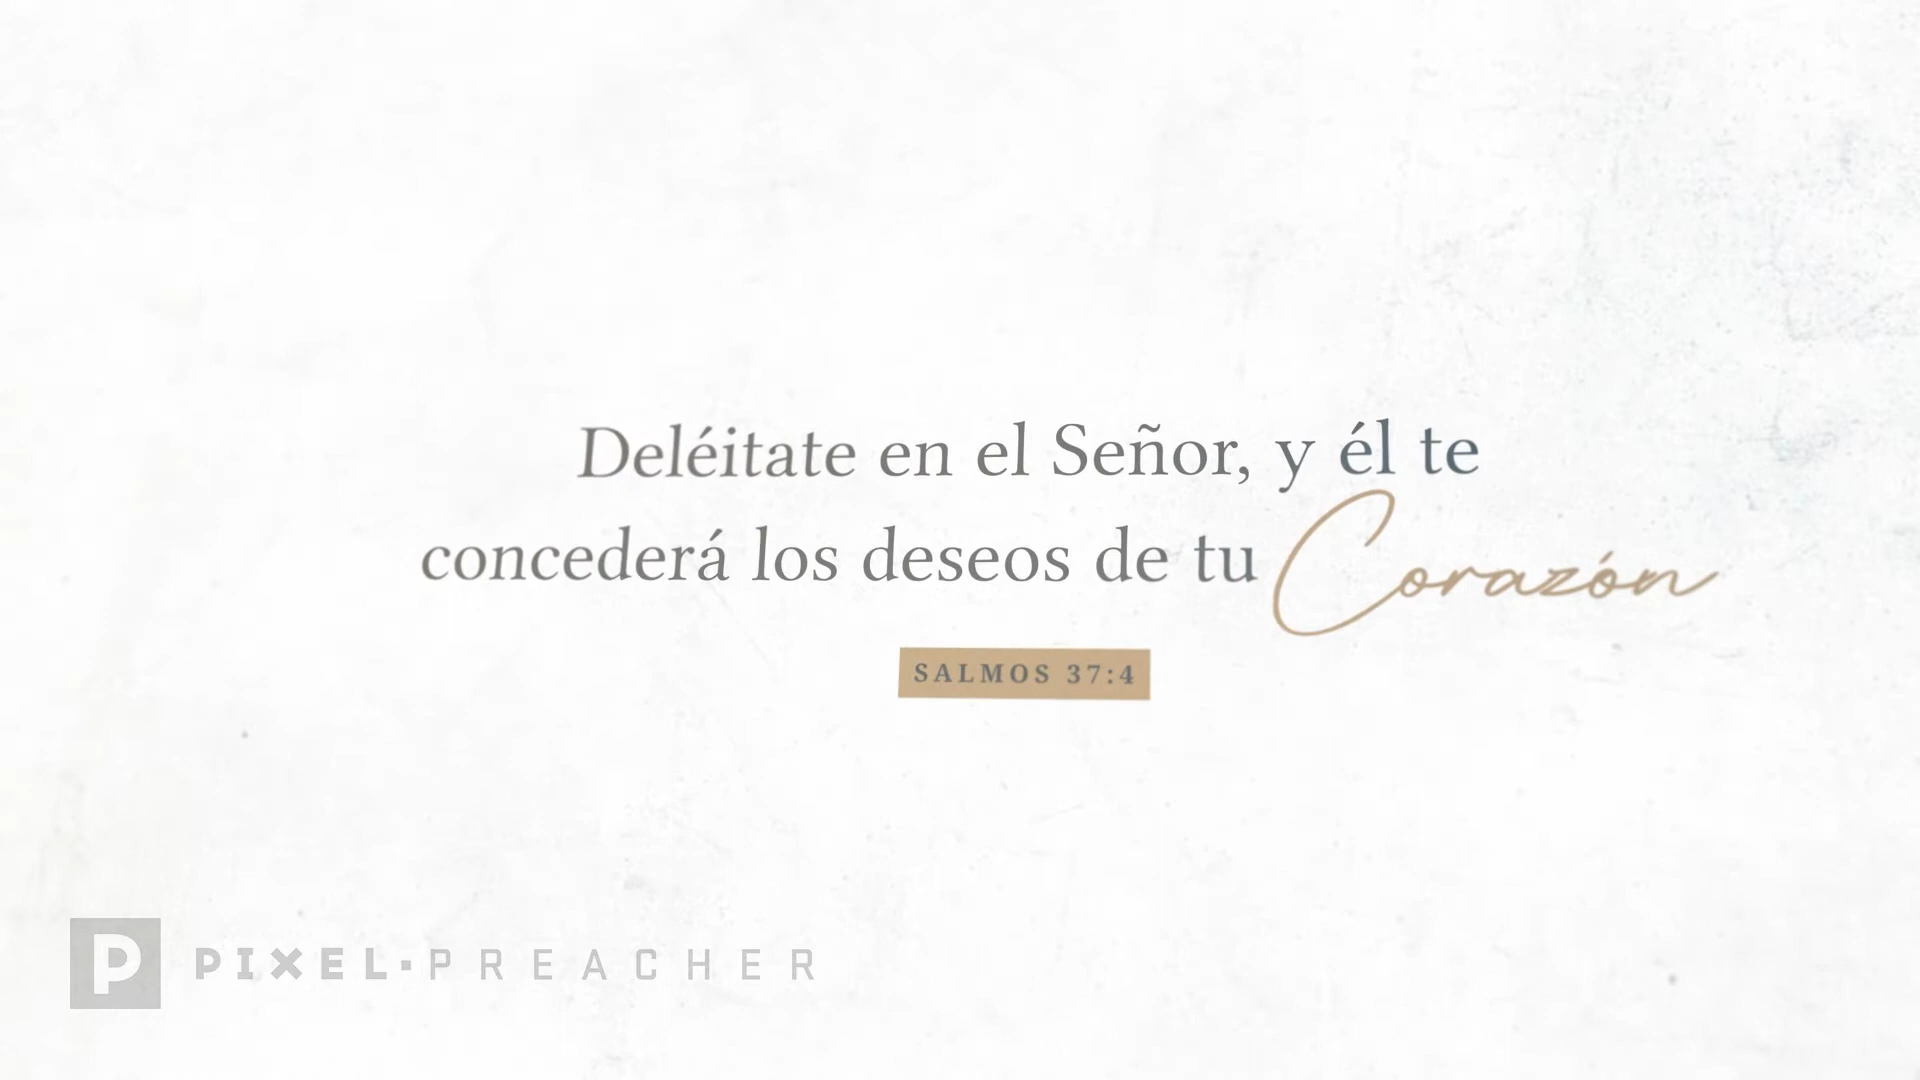 Deléitate en el Señor, y él te
concederá los deseos de tu Corazón
SALMOS 37:4
P PIXEL·PREACHER